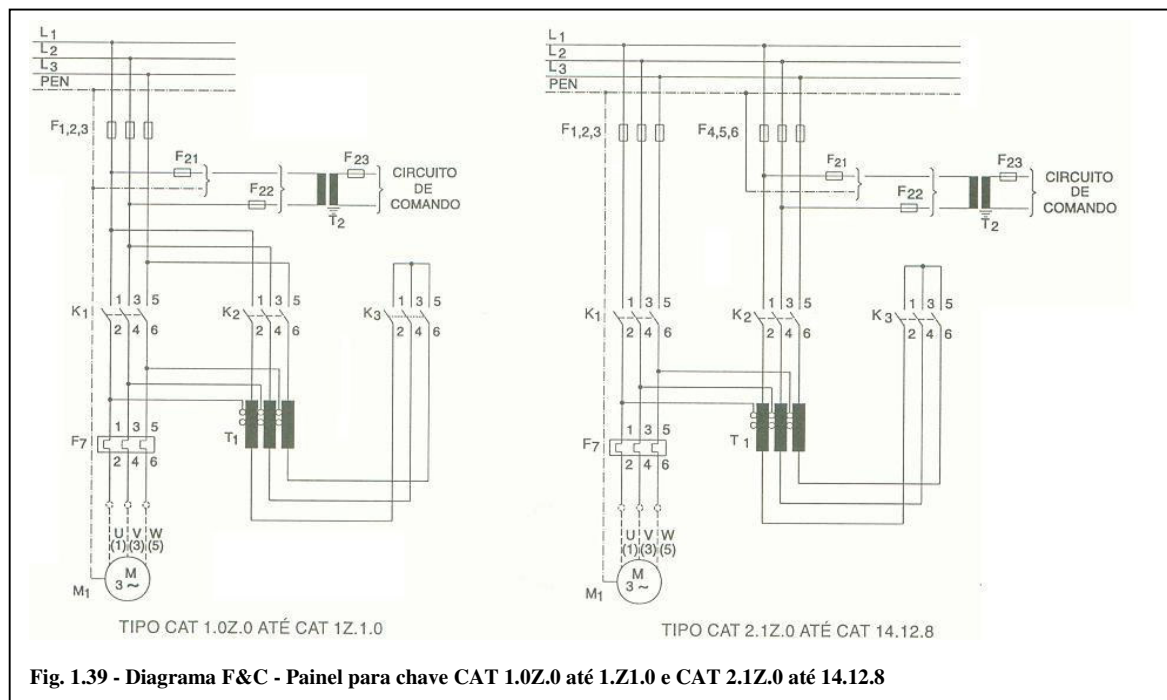 L1
L2
L3
PEN
F1,2,3
F21
F22
F23
T2
CIRCUITO
DE
COMANDO
1 3 5
K1
2 4 6
1 3 5
K2
2 4 6
K3
2 4 6
T1
1 3 5
F7
2 4 6
U V W
(1) (3) (5)
M
3 ~
M1
TIPO CAT 1.0Z.0 ATÉ CAT 1Z.1.0
L1
L2
L3
PEN
F1,2,3
F4,5,6
F21
F22
F23
T2
CIRCUITO
DE
COMANDO
1 3 5
K1
2 4 6
1 3 5
K2
2 4 6
K3
2 4 6
T1
1 3 5
F7
2 4 6
U V W
(1) (3) (5)
M
3 ~
M1
TIPO CAT 2.1Z.0 ATÉ CAT 14.12.8
Fig. 1.39 - Diagrama F&C - Painel para chave CAT 1.0Z.0 até 1.Z1.0 e CAT 2.1Z.0 até 14.12.8